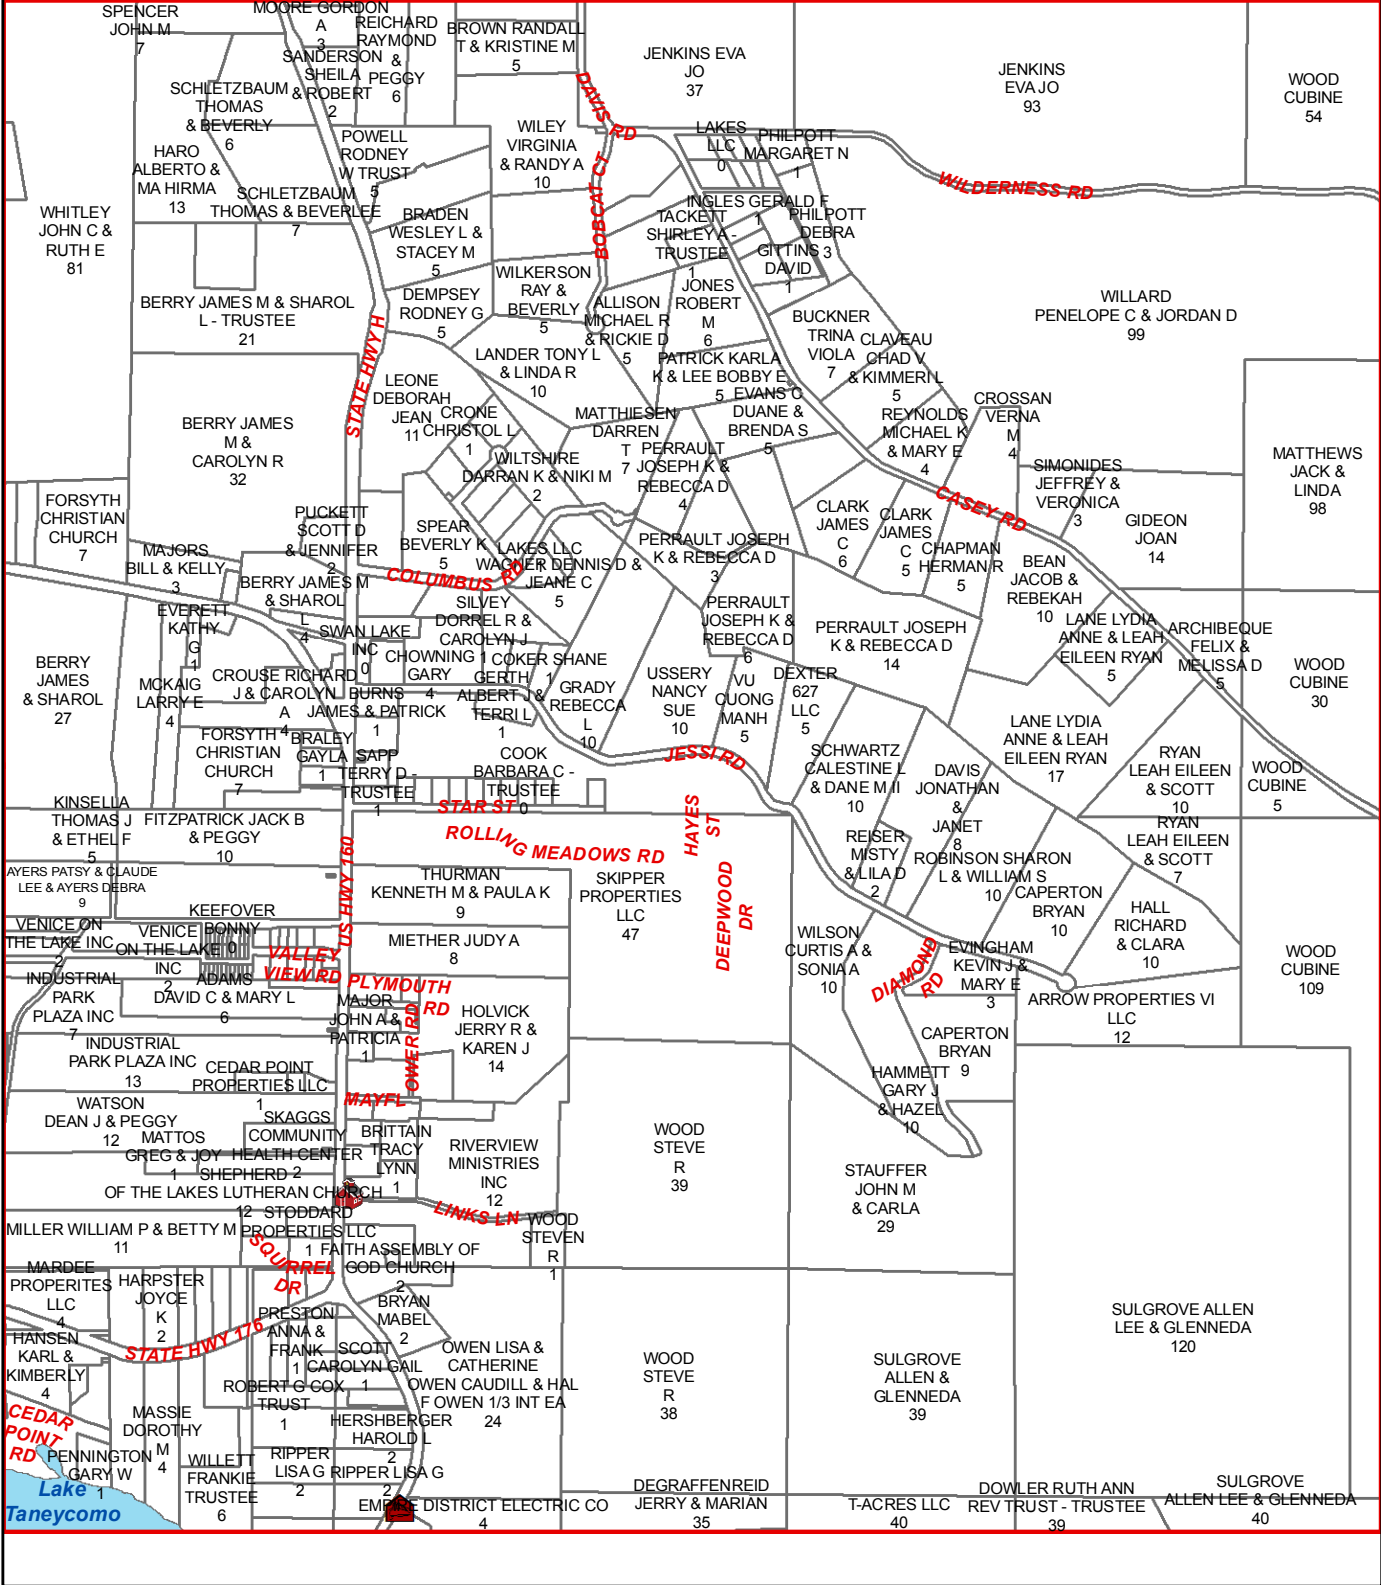 SPENCER
JOHN M
7
MOORE GORDON
A
3
REICHARD
RAYMOND
&
PEGGY
6
BROWN RANDALL
T & KRISTINE M
5
JENKINS EVA
JO
37
JENKINS
EVA JO
93
WOOD
CUBINE
54
SANDERSON
SHEILA
& ROBERT
2
SCHLETZBAUM
THOMAS
& BEVERLY
6
DAVIS RD
LAKES
LLC
0
PHILPOTT
MARGARET N
1
WILEY
VIRGINIA
& RANDY A
10
POWELL
RODNEY
W TRUST
5
HARO
ALBERTO &
MA HIRMA
13
SCHLETZBAUM
THOMAS & BEVERLEE
7
WILDERNESS RD
WHITLEY
JOHN C &
RUTH E
81
BRADEN
WESLEY L &
STACEY M
5
BOBCAT CT
INGLES GERALD F
1
TACKETT
SHIRLEY A -
TRUSTEE
1
PHILPOTT
DEBRA
3
GITTINS
DAVID
1
BERRY JAMES M & SHAROL
L - TRUSTEE
21
DEMPSEY
RODNEY G
5
WILKERSON
RAY &
BEVERLY
5
ALLISON
MICHAEL R
& RICKIE D
5
JONES
ROBERT
M
6
WILLARD
PENELOPE C & JORDAN D
99
BUCKNER
TRINA
VIOLA
7
CLAVEAU
CHAD V
& KIMMERI L
5
STATE HWY H
LANDER TONY L
& LINDA R
10
PATRICK KARLA
K & LEE BOBBY E
5
LEONE
DEBORAH
JEAN
11
CRONE
CHRISTOL L
1
EVANS C
DUANE &
BRENDA S
5
CROSSAN
VERNA
M
4
BERRY JAMES
M &
CAROLYN R
32
MATTHIESEN
DARREN
T
7
REYNOLDS
MICHAEL K
& MARY E
4
PERRAULT
JOSEPH K &
REBECCA D
4
WILTSHIRE
DARRAN K & NIKI M
2
MATTHEWS
JACK &
LINDA
98
SIMONIDES
JEFFREY &
VERONICA
3
CASEY RD
FORSYTH
CHRISTIAN
CHURCH
7
PUCKETT
SCOTT D
& JENNIFER
2
SPEAR
BEVERLY K
5
CLARK
JAMES
C
6
CLARK
JAMES
C
5
GIDEON
JOAN
14
MAJORS
BILL & KELLY
3
LAKES LLC
1
PERRAULT JOSEPH
K & REBECCA D
3
CHAPMAN
HERMAN R
5
BEAN
JACOB &
REBEKAH
10
WAGNER DENNIS D &
JEANE C
5
COLUMBUS RD
BERRY JAMES M
& SHAROL
L
4
EVERETT
KATHY
G
1
SILVEY
DORREL R &
CAROLYN J
1
PERRAULT
JOSEPH K &
REBECCA D
6
PERRAULT JOSEPH
K & REBECCA D
14
LANE LYDIA
ANNE & LEAH
EILEEN RYAN
5
ARCHIBEQUE
FELIX &
MELISSA D
5
SWAN LAKE
INC
0
CHOWNING
GARY
4
COKER SHANE
1
BERRY
JAMES
& SHAROL
27
WOOD
CUBINE
30
CROUSE RICHARD
J & CAROLYN
A
4
MCKAIG
LARRY E
4
GERTH
ALBERT J &
TERRI L
1
GRADY
REBECCA
L
10
USSERY
NANCY
SUE
10
VU
CUONG
MANH
5
DEXTER
627
LLC
5
BURNS
JAMES & PATRICK
1
LANE LYDIA
ANNE & LEAH
EILEEN RYAN
17
FORSYTH
CHRISTIAN
CHURCH
7
BRALEY
GAYLA
1
SAPP
TERRY D -
TRUSTEE
1
COOK
BARBARA C -
TRUSTEE
0
JESSI RD
SCHWARTZ
CALESTINE L
& DANE M II
10
DAVIS
JONATHAN
&
JANET
8
RYAN
LEAH EILEEN
& SCOTT
10
WOOD
CUBINE
5
KINSELLA
THOMAS J
& ETHEL F
5
FITZPATRICK JACK B
& PEGGY
10
STAR ST
ROLLING MEADOWS RD
HAYES
ST
REISER
MISTY
& LILA D
2
RYAN
LEAH EILEEN
& SCOTT
7
AYERS PATSY & CLAUDE
LEE & AYERS DEBRA
9
US HWY 160
THURMAN
KENNETH M & PAULA K
9
SKIPPER
PROPERTIES
LLC
47
DEEPWOOD
DR
ROBINSON SHARON
L & WILLIAM S
10
CAPERTON
BRYAN
10
HALL
RICHARD
& CLARA
10
VENICE ON
THE LAKE INC
2
KEEFOVER
BONNY
0
VENICE
ON THE LAKE
INC
2
MIETHER JUDY A
8
WILSON
CURTIS A &
SONIA A
10
EVINGHAM
KEVIN J &
MARY E
3
WOOD
CUBINE
109
VALLEY
VIEW RD
PLYMOUTH
RD
DIAMOND
RD
INDUSTRIAL
PARK
PLAZA INC
7
ADAMS
DAVID C & MARY L
6
MAJOR
JOHN A &
PATRICIA
1
HOLVICK
JERRY R &
KAREN J
14
ARROW PROPERTIES VI
LLC
12
INDUSTRIAL
PARK PLAZA INC
13
CEDAR POINT
PROPERTIES LLC
1
MAYFL
OWER RD
CAPERTON
BRYAN
9
HAMMETT
GARY J
& HAZEL
10
WATSON
DEAN J & PEGGY
12
MATTOS
GREG & JOY
1
SKAGGS
COMMUNITY
HEALTH CENTER
2
BRITTAIN
TRACY
LYNN
1
RIVERVIEW
MINISTRIES
INC
12
WOOD
STEVE
R
39
STAUFFER
JOHN M
& CARLA
29
SHEPHERD
OF THE LAKES LUTHERAN CHURCH
12
LINKS LN
WOOD
STEVEN
R
1
MILLER WILLIAM P & BETTY M
11
STODDARD
PROPERTIES LLC
1
FAITH ASSEMBLY OF
GOD CHURCH
2
SQUIRREL
DR
MARDEE
PROPERITES
LLC
4
HARPSTER
JOYCE
K
2
BRYAN
MABEL
2
SULGROVE ALLEN
LEE & GLENNEDA
120
PRESTON
ANNA &
FRANK
1
STATE HWY 176
HANSEN
KARL &
KIMBERLY
4
SCOTT
CAROLYN GAIL
1
OWEN LISA &
CATHERINE
OWEN CAUDILL & HAL
F OWEN 1/3 INT EA
24
WOOD
STEVE
R
38
SULGROVE
ALLEN &
GLENNEDA
39
ROBERT G COX
TRUST
1
CEDAR
POINT
RD
MASSIE
DOROTHY
M
4
HERSHBERGER
HAROLD L
2
PENNINGTON
GARY W
1
WILLETT
FRANKIE
TRUSTEE
6
RIPPER
LISA G
2
RIPPER LISA G
2
Lake
Taneycomo
EMPIRE DISTRICT ELECTRIC CO
4
DEGRAFFENREID
JERRY & MARIAN
35
T-ACRES LLC
40
DOWLER RUTH ANN
REV TRUST - TRUSTEE
39
SULGROVE
ALLEN LEE & GLENNEDA
40